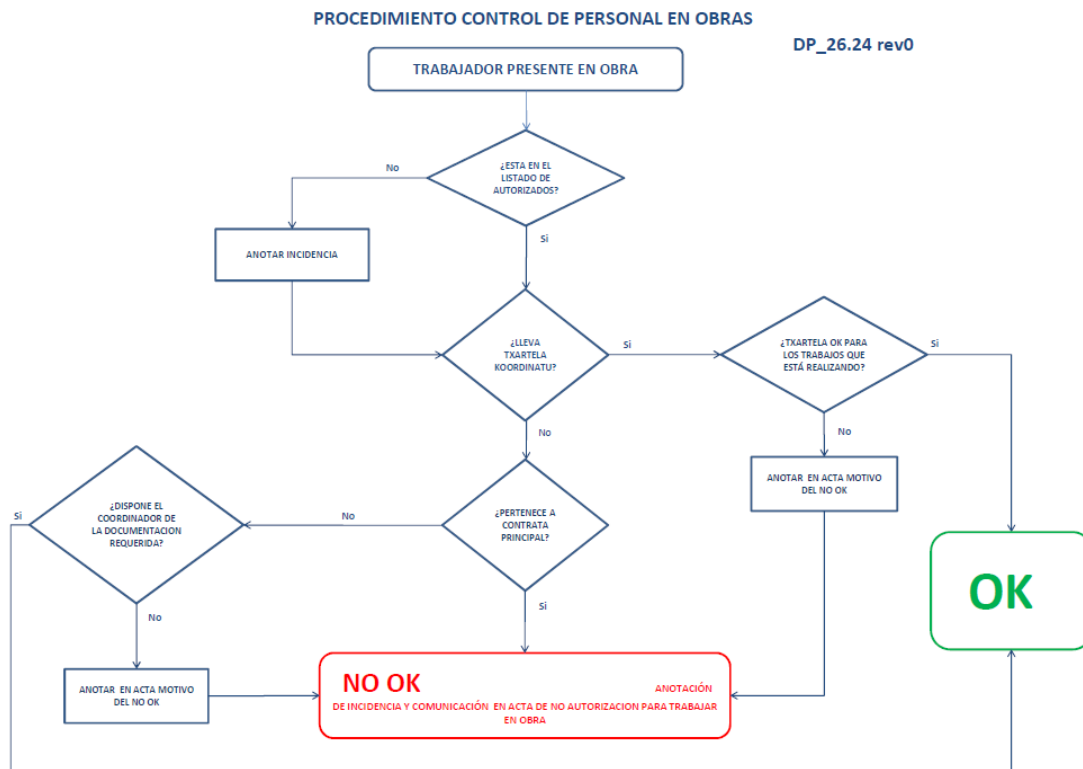 PROCEDIMIENTO CONTROL DE PERSONAL EN OBRAS
DP_26.24 rev0
TRABAJADOR PRESENTE EN OBRA
¿ESTA EN EL
LISTADO DE
AUTORIZADOS?
No
Si
ANOTAR INCIDENCIA
¿LLEVA
TXARTELA
KOORDINATU?
Si
No
¿TXARTELA OK PARA
LOS TRABAJOS QUE
ESTÁ REALIZANDO?
Si
No
ANOTAR EN ACTA MOTIVO
DEL NO OK
¿PERTENECE A
CONTRATA
PRINCIPAL?
No
Si
¿DISPONE EL
COORDINADOR DE
LA DOCUMENTACION
REQUERIDA?
Si
No
ANOTAR EN ACTA MOTIVO
DEL NO OK
NO OK ANOTACIÓN
DE INCIDENCIA Y COMUNICACIÓN EN ACTA DE NO AUTORIZACION PARA TRABAJAR
EN OBRA
OK